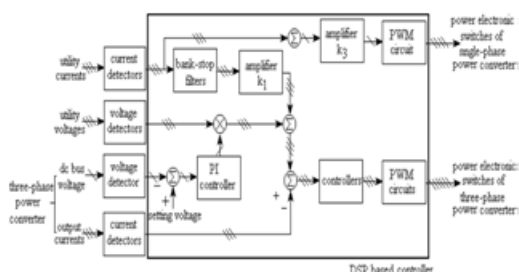 utility
currents
current
detectors
bank-stop
filters
amplifier
k1
amplifier
k3
PWM
circuit
power electronic
switches of
single-phase
power converter
utility
voltages
voltage
detectors
three-phase
power
converter
dc bus
voltage
voltage
detector
PI
controller
setting voltage
output
currents
current
detectors
controllers
PWM
circuits
power electronic
switches of
three-phase
power converter
DSP based controller